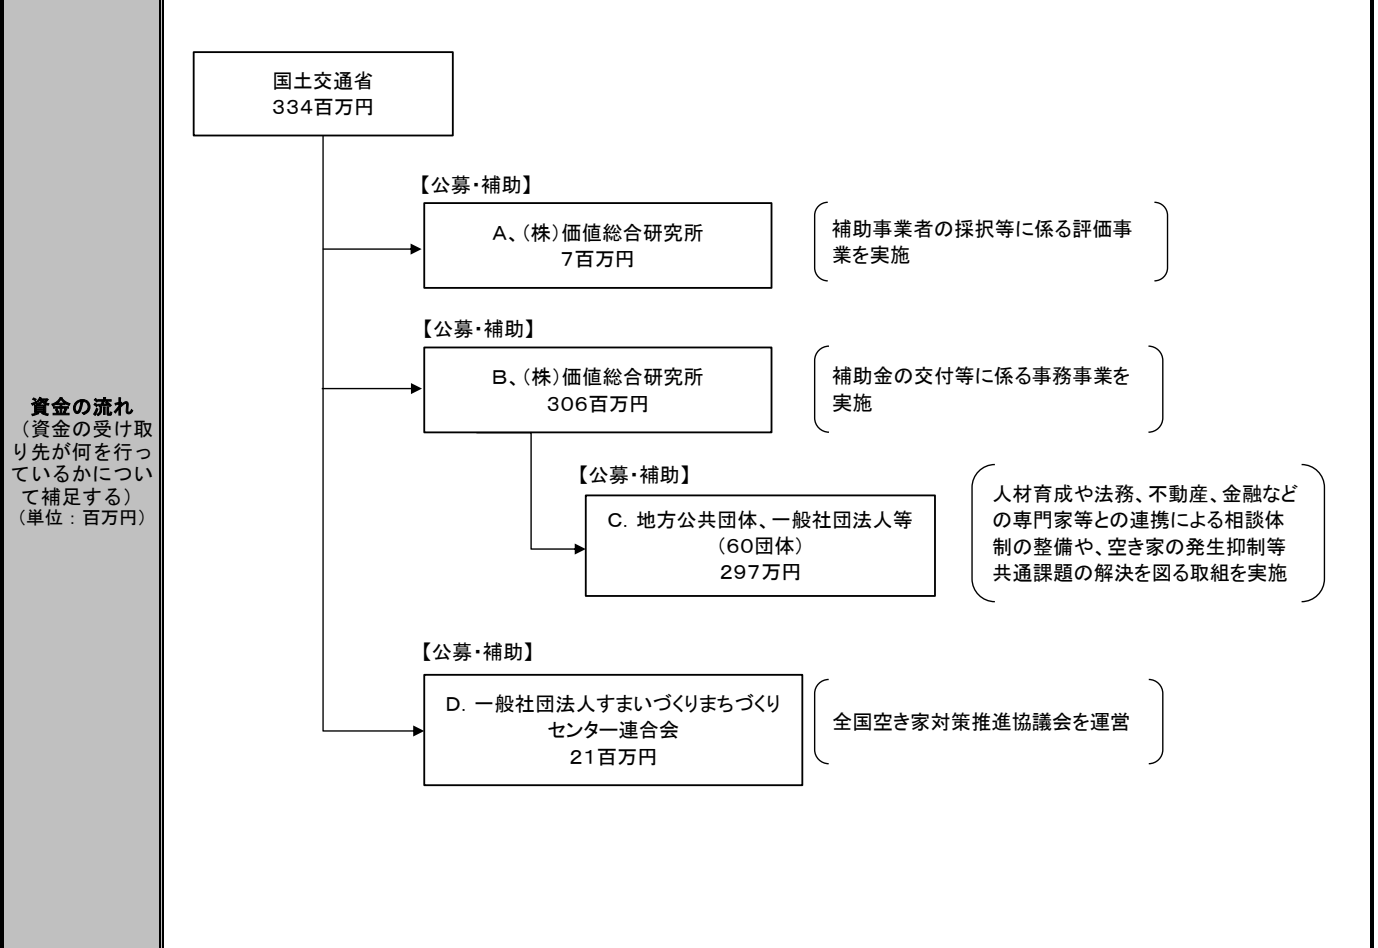 資金の流れ
（資金の受け取
り先が何を行っ
ているかについ
て補足する）
（単位：百万円）
国土交通省
３３４百万円
【公募・補助】
Ａ、（株）価値総合研究所
７百万円
補助事業者の採択等に係る評価事
業を実施
【公募・補助】
Ｂ、（株）価値総合研究所
３０６百万円
補助金の交付等に係る事務事業を
実施
【公募・補助】
Ｃ．地方公共団体、一般社団法人等
（６０団体）
２９７万円
人材育成や法務、不動産、金融など
の専門家等との連携による相談体
制の整備や、空き家の発生抑制等
共通課題の解決を図る取組を実施
【公募・補助】
Ｄ．一般社団法人すまいづくりまちづくり
センター連合会
２１百万円
全国空き家対策推進協議会を運営